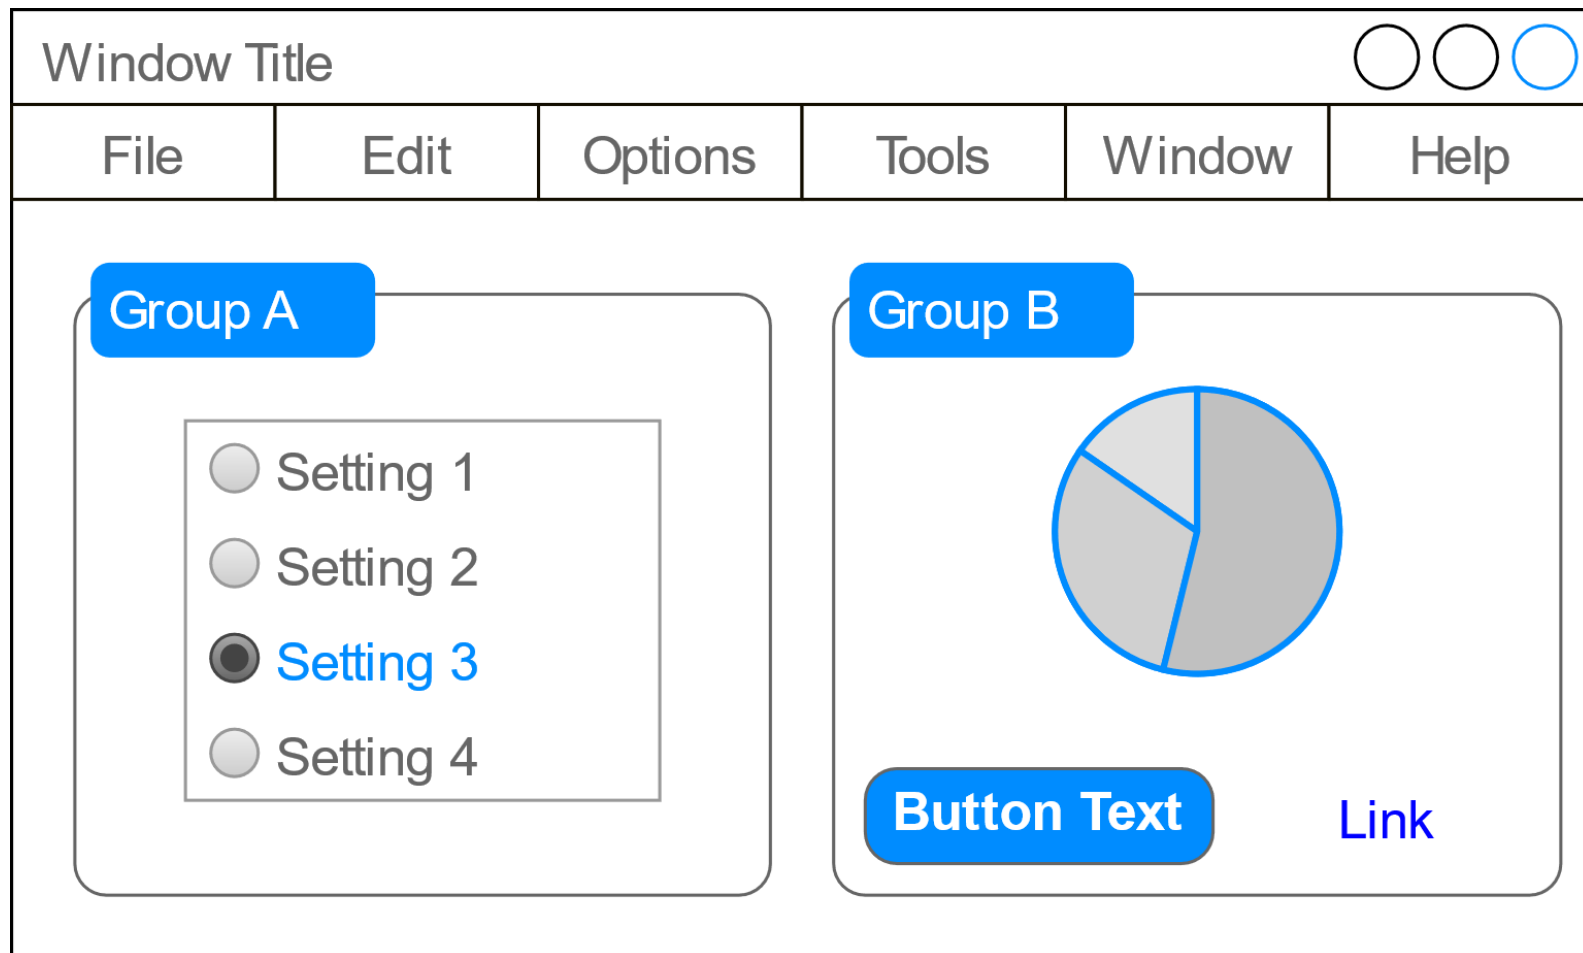 Window Title
File Edit Options Tools Window Help
Group A
Setting 1
Setting 2
Setting 3
Setting 4
Group B
Button Text
Link